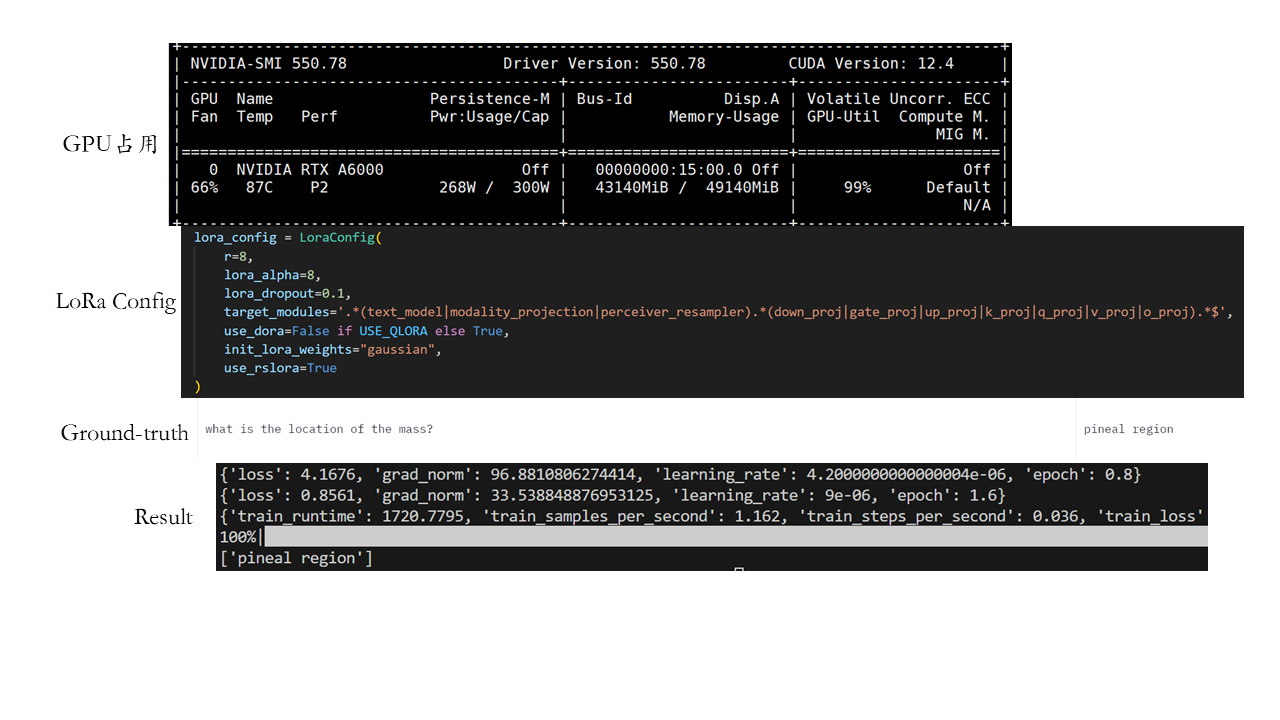 GPU占用
+-----------------------------------------------------------------------------------------+
| NVIDIA-SMI 550.78                 Driver Version: 550.78         CUDA Version: 12.4     |
|-----------------------------------------+------------------------+----------------------+
| GPU  Name                 Persistence-M | Bus-Id          Disp.A | Volatile Uncorr. ECC |
| Fan  Temp   Perf          Pwr:Usage/Cap |           Memory-Usage | GPU-Util  Compute M. |
|                                         |                        |               MIG M. |
|=========================================+========================+======================|
|   0  NVIDIA RTX A6000               Off |   00000000:15:00.0 Off |                  Off |
| 66%   87C    P2            268W /  300W |   43140MiB /  49140MiB |     99%      Default |
|                                         |                        |                  N/A |
+-----------------------------------------+------------------------+----------------------+
LoRa Config
lora_config = LoraConfig(
    r=8,
    lora_alpha=8,
    lora_dropout=0.1,
    target_modules='.*(text_model|modality_projection|perceiver_resampler).*(down_proj|gate_proj|up_proj|k_proj|q_proj|v_proj|o_proj).*$',
    use_dora=False if USE_QLORA else True,
    init_lora_weights="gaussian",
    use_rslora=True
)
Ground-truth
what is the location of the mass? pineal region
Result
{'loss': 4.1676, 'grad_norm': 96.8810806274414, 'learning_rate': 4.2000000000000004e-06, 'epoch': 0.8}
{'loss': 0.8561, 'grad_norm': 33.538848876953125, 'learning_rate': 9e-06, 'epoch': 1.6}
{'train_runtime': 1720.7795, 'train_samples_per_second': 1.162, 'train_steps_per_second': 0.036, 'train_loss'
100%|
['pineal region']